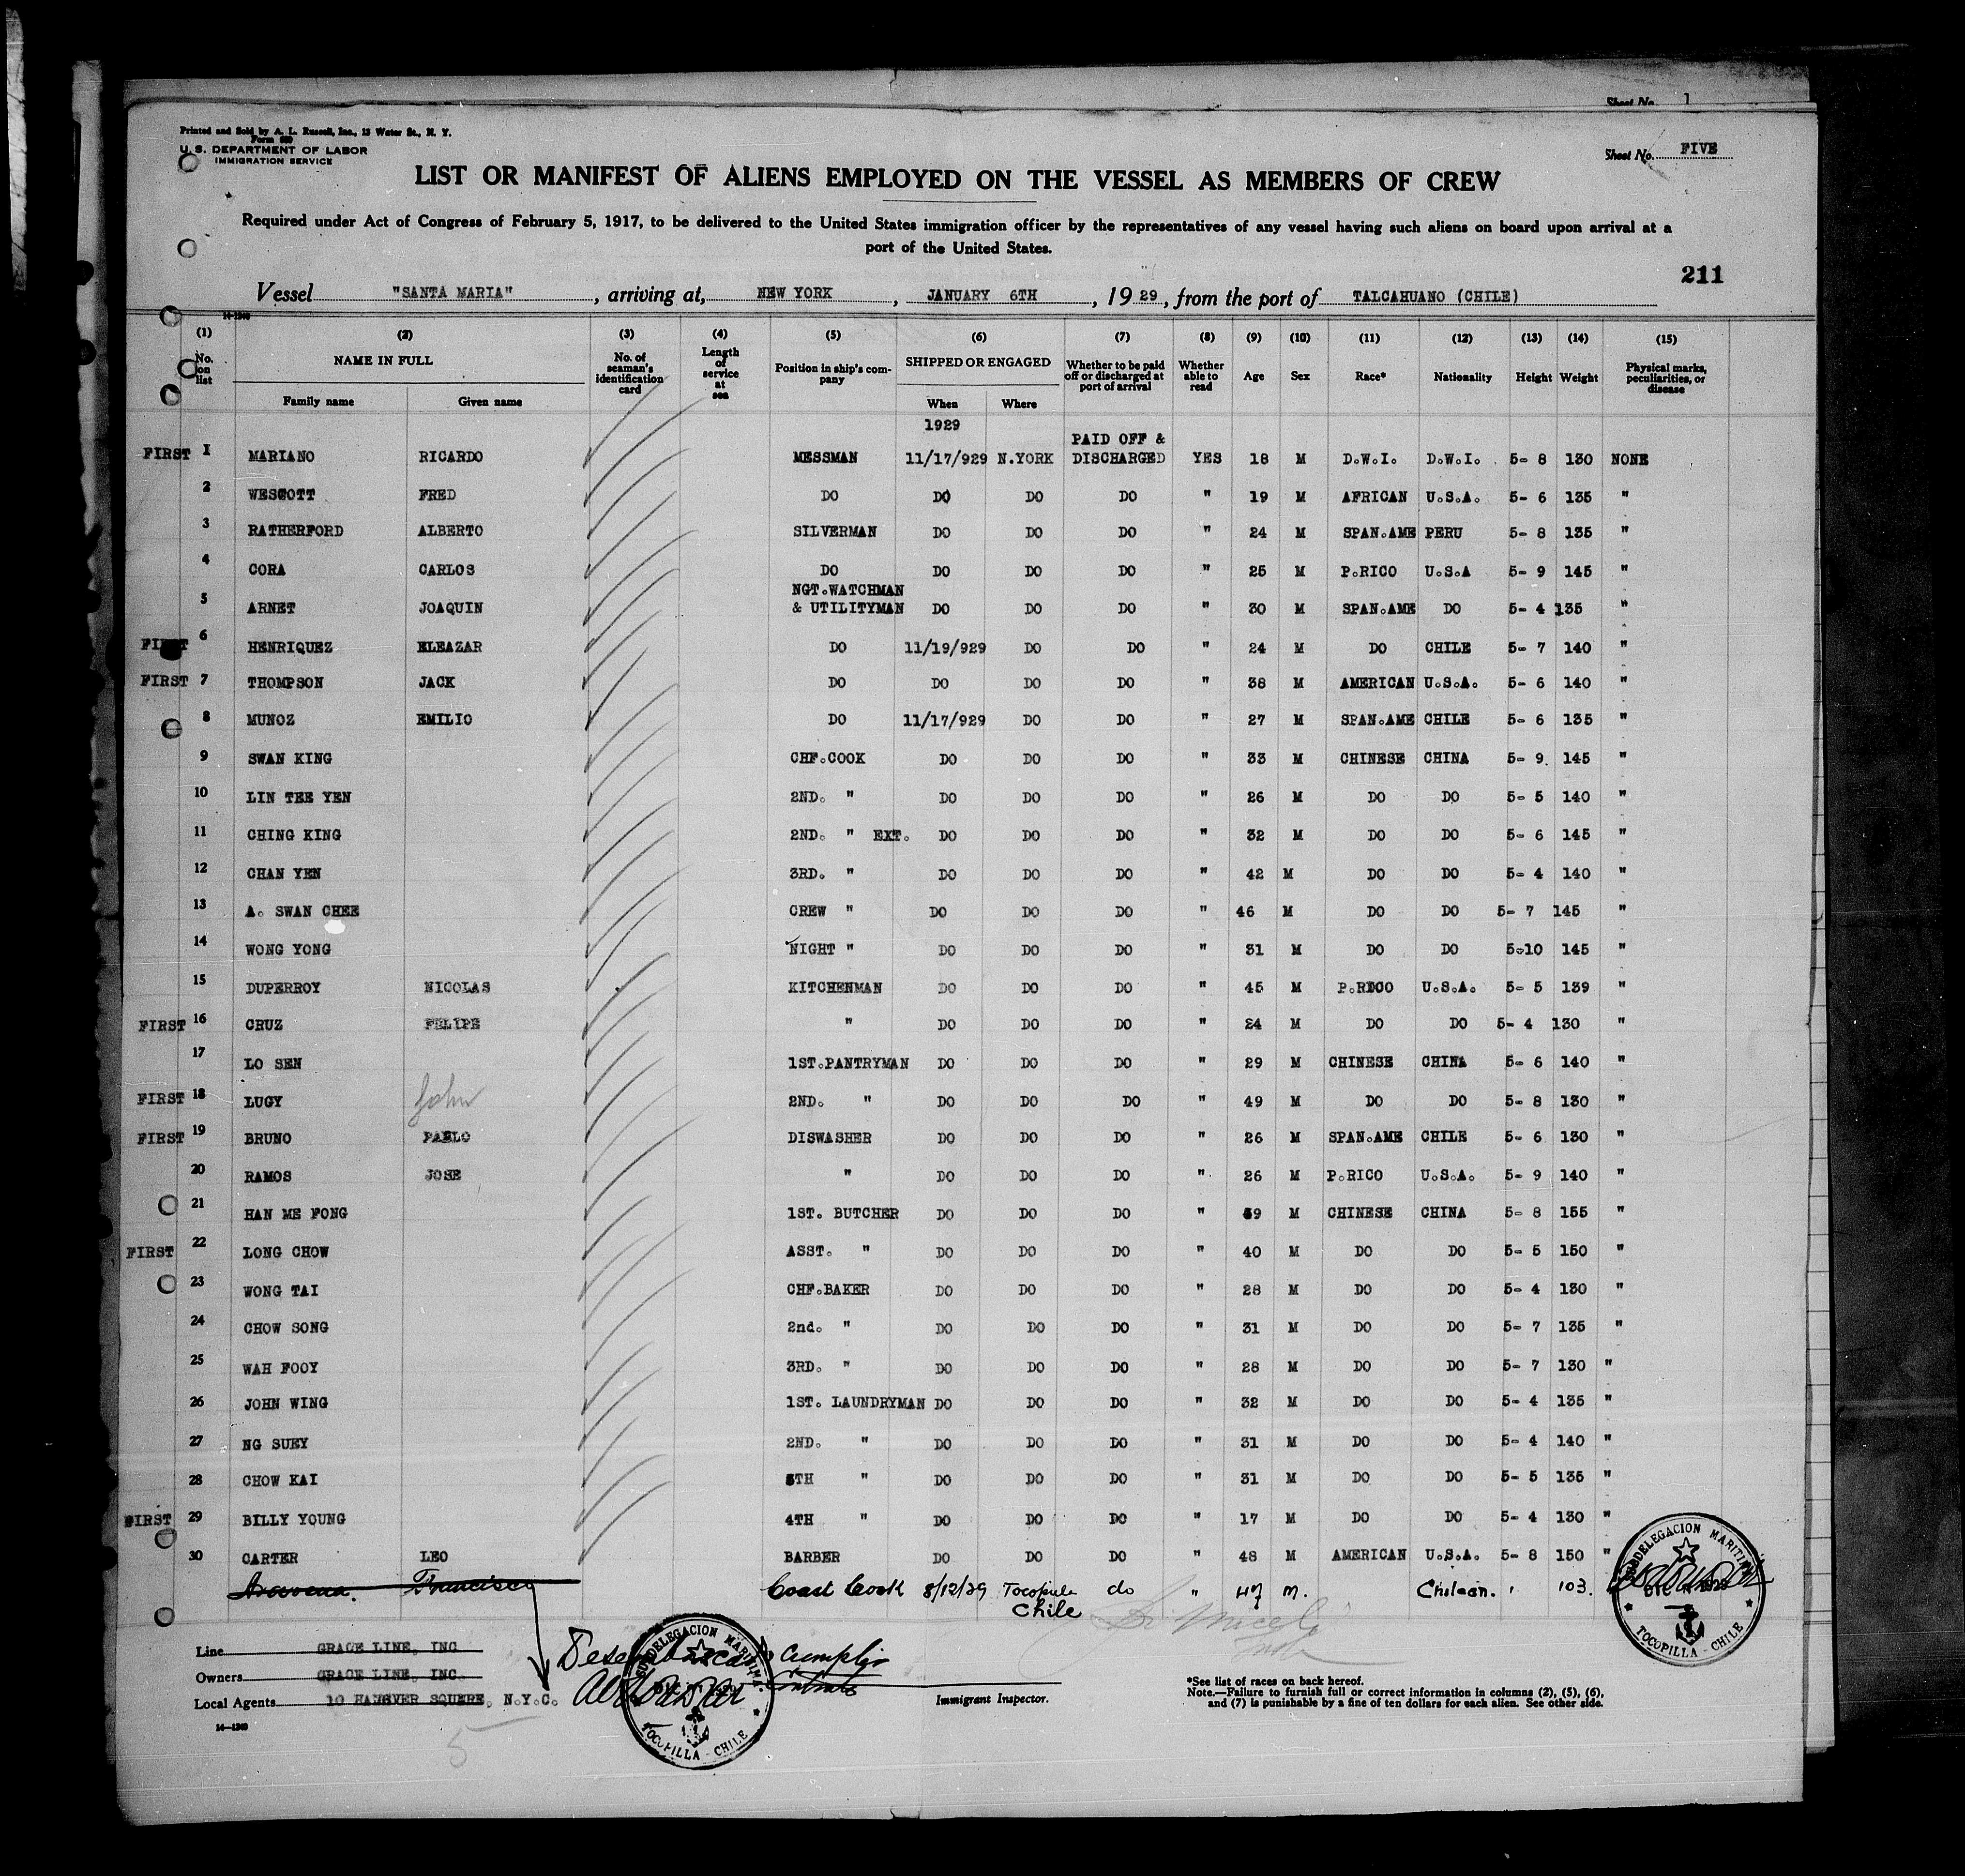 Sheet No. 1
Printed and Sold by A. L. Russell, Inc., 13 Water St., N. Y.
Form 680
U. S. DEPARTMENT OF LABOR
IMMIGRATION SERVICE
Sheet No. FIVE
LIST OR MANIFEST OF ALIENS EMPLOYED ON THE VESSEL AS MEMBERS OF CREW
Required under Act of Congress of February 5, 1917, to be delivered to the United States immigration officer by the representatives of any vessel having such aliens on board upon arrival at a
port of the United States.
211
Vessel "SANTA MARIA", arriving at, NEW YORK, JANUARY 6TH, 1929, from the port of TALCAHUANO (CHILE)
14-1240
(1) (2) (3) (4) (5) (6) (7) (8) (9) (10) (11) (12) (13) (14) (15)
No. on list NAME IN FULL No. of seaman's identification card Length of service at sea Position in ship's company SHIPPED OR ENGAGED Whether to be paid off or discharged at port of arrival Whether able to read Age Sex Race* Nationality Height Weight Physical marks, peculiarities, or disease
Family name Given name When Where
1929
FIRST 1 MARIANO RICARDO MESSMAN 11/17/929 N.YORK PAID OFF & DISCHARGED YES 18 M D.W.I. D.W.I. 5- 8 130 NONE
2 WESCOTT FRED DO DO DO DO " 19 M AFRICAN U.S.A. 5- 6 135 "
3 RATHERFORD ALBERTO SILVERMAN DO DO DO " 24 M SPAN.AME PERU 5- 8 135 "
4 CORA CARLOS DO DO DO DO " 25 M P.RICO U.S.A 5- 9 145 "
5 ARNET JOAQUIN NGT.WATCHMAN & UTILITYMAN DO DO DO " 30 M SPAN.AME DO 5- 4 135 "
FIRST 6 HENRIQUEZ ELEAZAR DO 11/19/929 DO DO " 24 M DO CHILE 5- 7 140 "
FIRST 7 THOMPSON JACK DO DO DO DO " 38 M AMERICAN U.S.A. 5- 6 140 "
8 MUNOZ EMILIO DO 11/17/929 DO DO " 27 M SPAN.AME CHILE 5- 6 135 "
9 SWAN KING CHF.COOK DO DO DO " 33 M CHINESE CHINA 5- 9. 145 "
10 LIN TEE YEN 2ND. " DO DO DO " 26 M DO DO 5- 5 140 "
11 CHING KING 2ND. " EXT. DO DO DO " 32 M DO DO 5- 6 145 "
12 CHAN YEN 3RD. " DO DO DO " 42 M DO DO 5- 4 140 "
13 A. SWAN CHEE CREW " DO DO DO " 46 M DO DO 5- 7 145 "
14 WONG YONG NIGHT " DO DO DO " 31 M DO DO 5-10 145 "
15 DUPERROY NICOLAS KITCHENMAN DO DO DO " 45 M P.RICO U.S.A. 5- 5 139 "
FIRST 16 CRUZ FELIPE " DO DO DO " 24 M DO DO 5- 4 130 "
17 LO SEN 1ST.PANTRYMAN DO DO DO " 29 M CHINESE CHINA 5- 6 140 "
FIRST 18 LUGY John 2ND. " DO DO DO " 49 M DO DO 5- 8 130 "
FIRST 19 BRUNO PABLO DISWASHER DO DO DO " 26 M SPAN.AME CHILE 5- 6 130 "
20 RAMOS JOSE " DO DO DO " 26 M P.RICO U.S.A. 5- 9 140 "
21 HAN ME FONG 1ST. BUTCHER DO DO DO " 39 M CHINESE CHINA 5- 8 155 "
FIRST 22 LONG CHOW ASST. " DO DO DO " 40 M DO DO 5- 5 150 "
23 WONG TAI CHF.BAKER DO DO DO " 28 M DO DO 5- 4 130 "
24 CHOW SONG 2nd. " DO DO DO " 31 M DO DO 5- 7 135 "
25 WAH FOOY 3RD. " DO DO DO " 28 M DO DO 5- 7 130 "
26 JOHN WING 1ST. LAUNDRYMAN DO DO DO " 32 M DO DO 5- 4 135 "
27 NG SUEY 2ND. " DO DO DO " 31 M DO DO 5- 4 140 "
28 CHOW KAI 3TH " DO DO DO " 31 M DO DO 5- 5 135 "
FIRST 29 BILLY YOUNG 4TH " DO DO DO " 17 M DO DO 5- 4 130 "
30 CARTER LEO BARBER DO DO DO " 48 M AMERICAN U.S.A. 5- 8 150 "
Aravena Francisco Coast Cook 8/12/29 Tocopilla Chile do " 47 m. Chilean. 103.
SUBDELEGACION MARITIMA
TOCOPILLA - CHILE
Line GRACE LINE, INC
Owners GRACE LINE, INC.
Local Agents 10 HANOVER SQUARE, N.Y.C.
14-1240
5
Desembarcado cumplir contrato
SUBDELEGACION MARITIMA
TOCOPILLA - CHILE
Immigrant Inspector.
*See list of races on back hereof.
Note.—Failure to furnish full or correct information in columns (2), (5), (6),
and (7) is punishable by a fine of ten dollars for each alien. See other side.